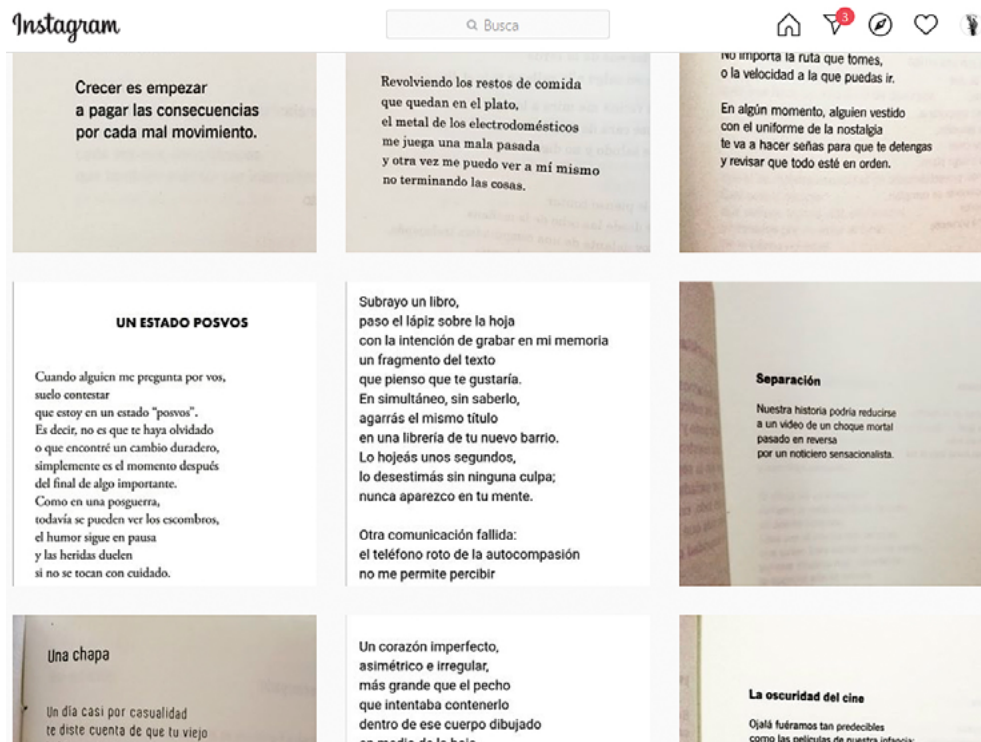 Instagram
Busca
3
Crecer es empezar
a pagar las consecuencias
por cada mal movimiento.
Revolviendo los restos de comida
que quedan en el plato,
el metal de los electrodomésticos
me juega una mala pasada
y otra vez me puedo ver a mí mismo
no terminando las cosas.
No importa la ruta que tomes,
o la velocidad a la que puedas ir.
En algún momento, alguien vestido
con el uniforme de la nostalgia
te va a hacer señas para que te detengas
y revisar que todo esté en orden.
UN ESTADO POSVOS
Cuando alguien me pregunta por vos,
suelo contestar
que estoy en un estado "posvos".
Es decir, no es que te haya olvidado
o que encontré un cambio duradero,
simplemente es el momento después
del final de algo importante.
Como en una posguerra,
todavía se pueden ver los escombros,
el humor sigue en pausa
y las heridas duelen
si no se tocan con cuidado.
Subrayo un libro,
paso el lápiz sobre la hoja
con la intención de grabar en mi memoria
un fragmento del texto
que pienso que te gustaría.
En simultáneo, sin saberlo,
agarrás el mismo título
en una librería de tu nuevo barrio.
Lo hojeás unos segundos,
lo desestimás sin ninguna culpa;
nunca aparezco en tu mente.
Otra comunicación fallida:
el teléfono roto de la autocompasión
no me permite percibir
Separación
Nuestra historia podría reducirse
a un video de un choque mortal
pasado en reversa
por un noticiero sensacionalista.
Una chapa
Un día casi por casualidad
te diste cuenta de que tu viejo
Un corazón imperfecto,
asimétrico e irregular,
más grande que el pecho
que intentaba contenerlo
dentro de ese cuerpo dibujado
en medio de la hoja
La oscuridad del cine
Ojalá fuéramos tan predecibles
como las películas de nuestra infancia: